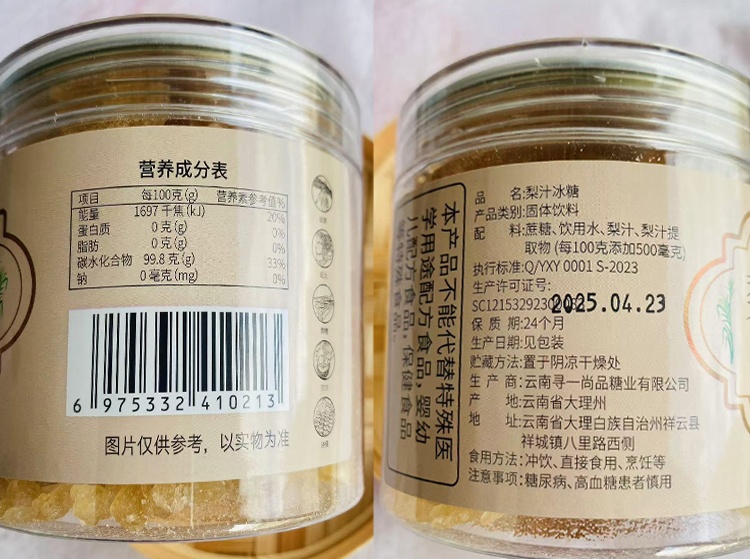 营养成分表
项目 每100克(g) 营养素参考值%
能量 1697 千焦(kJ) 20%
蛋白质 0 克(g) 0%
脂肪 0 克(g) 0%
碳水化合物 99.8 克(g) 33%
钠 0 毫克(mg) 0%
6 975332 410213
图片仅供参考，以实物为准
本产品不能代替特殊医
学用途配方食品，婴幼
儿配方食品，保健食品
等特殊食品。
品 名:梨汁冰糖
产品类别:固体饮料
配 料:蔗糖、饮用水、梨汁、梨汁提
取物 (每100克添加500毫克)
执行标准:Q/YXY 0001 S-2023
生产许可证号:
SC121532923
2025.04.23
保 质 期:24个月
生产日期:见包装
贮藏方法:置于阴凉干燥处
生 产 商:云南寻一尚品糖业有限公司
产 地:云南省大理州
地 址:云南省大理白族自治州祥云县
祥城镇八里路西侧
食用方法:冲饮、直接食用、烹饪等
注意事项:糖尿病、高血糖患者慎用